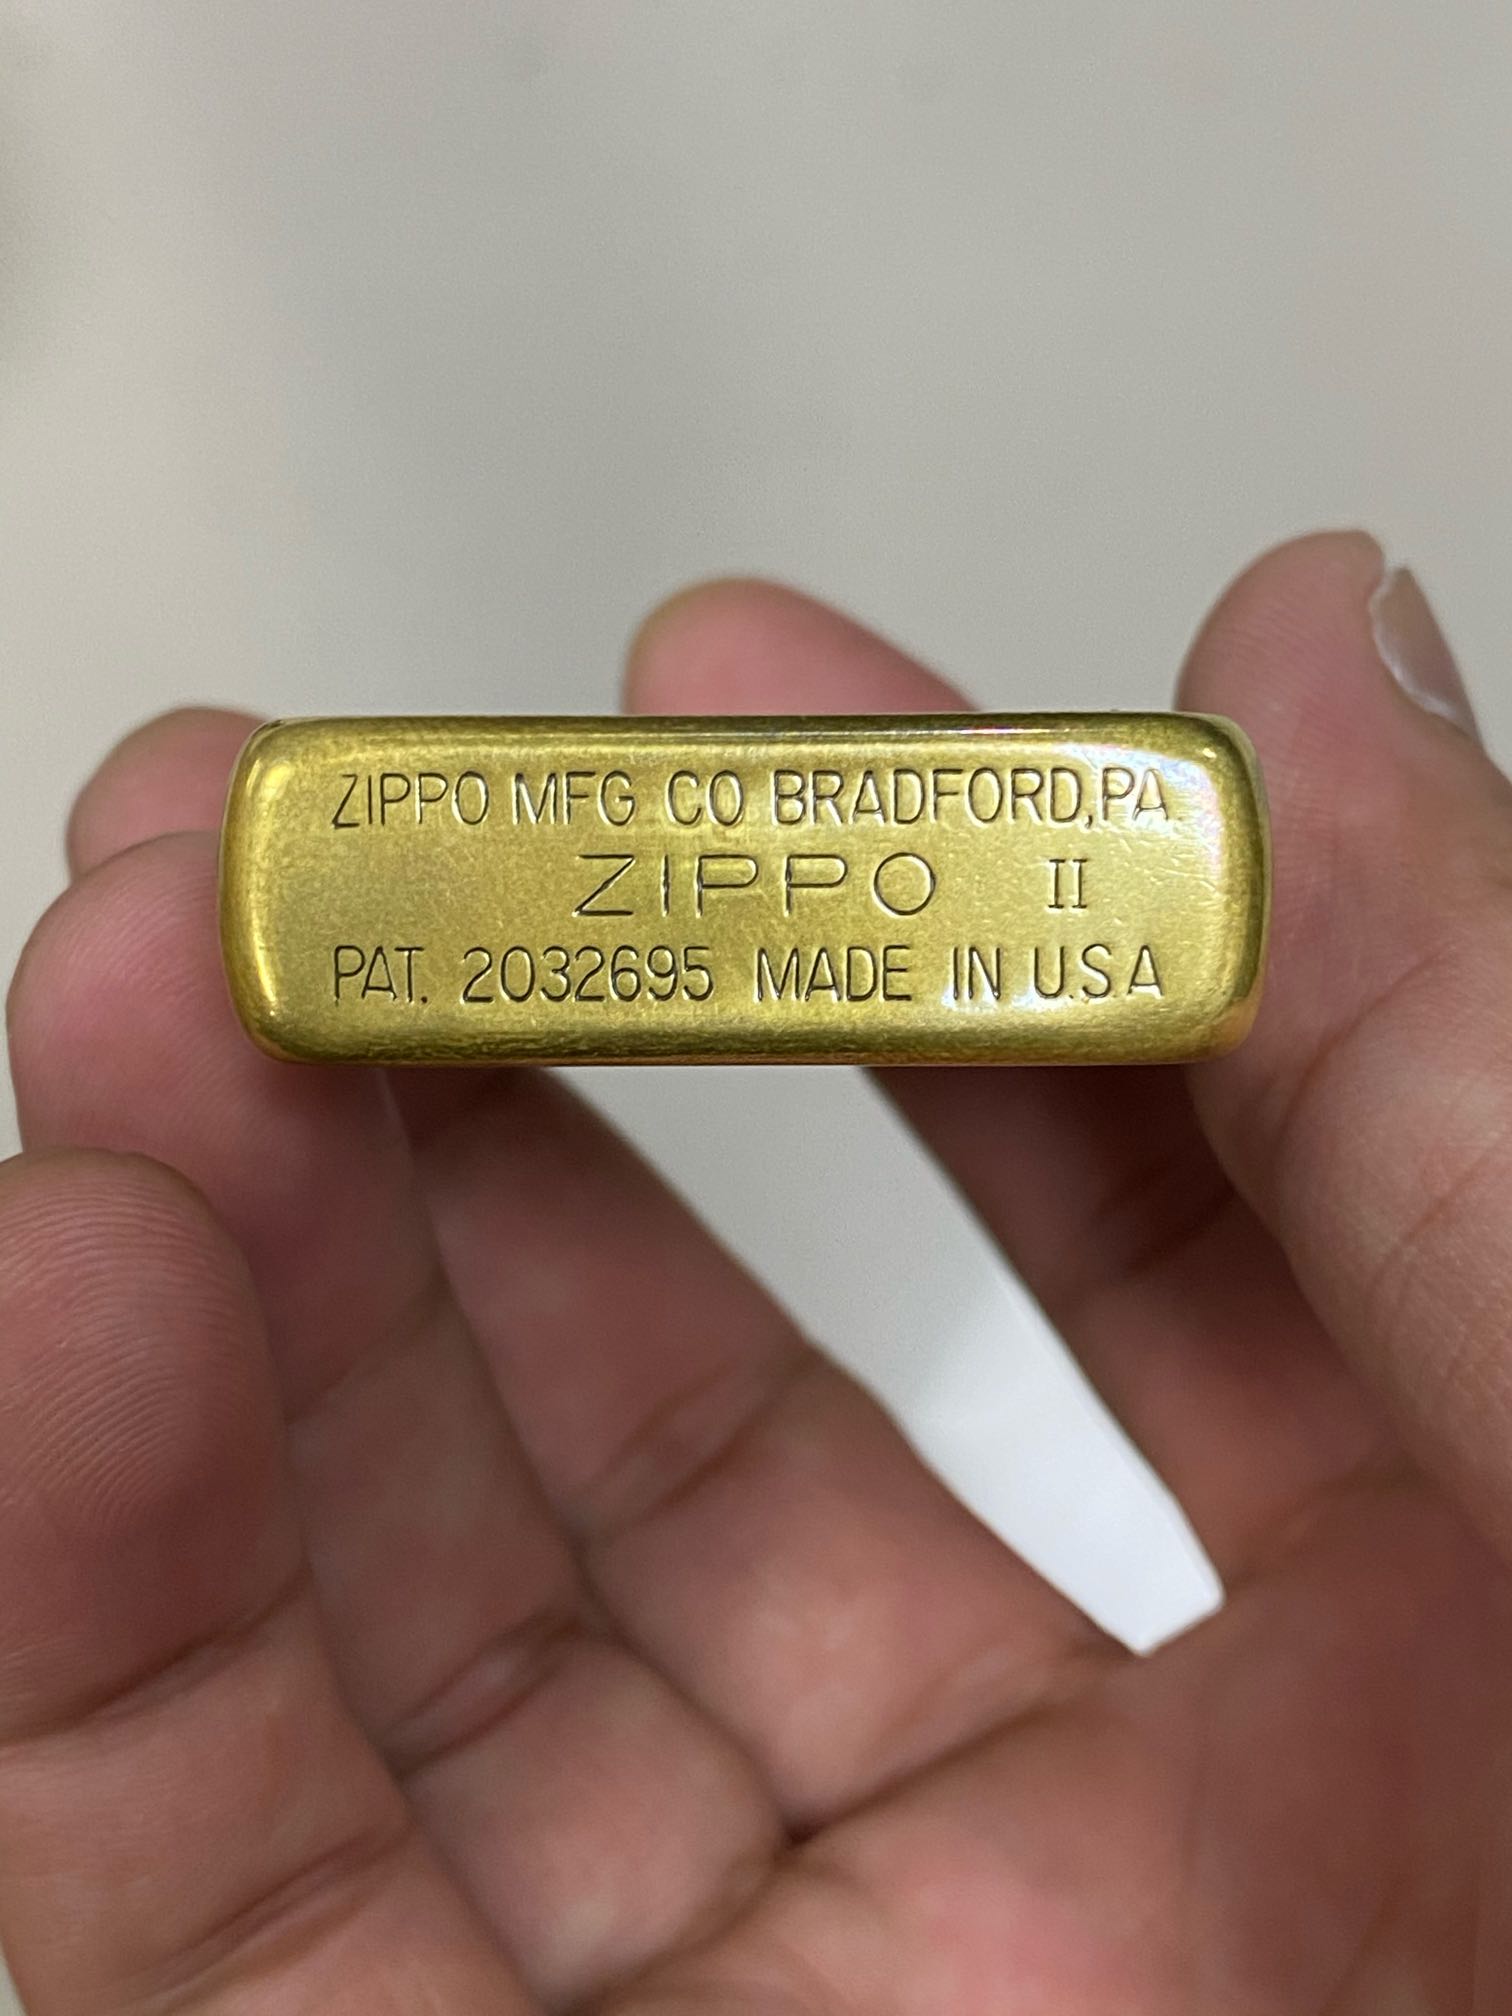 ZIPPO MFG CO BRADFORD,PA.
ZIPPO II
PAT. 2032695 MADE IN U.S A